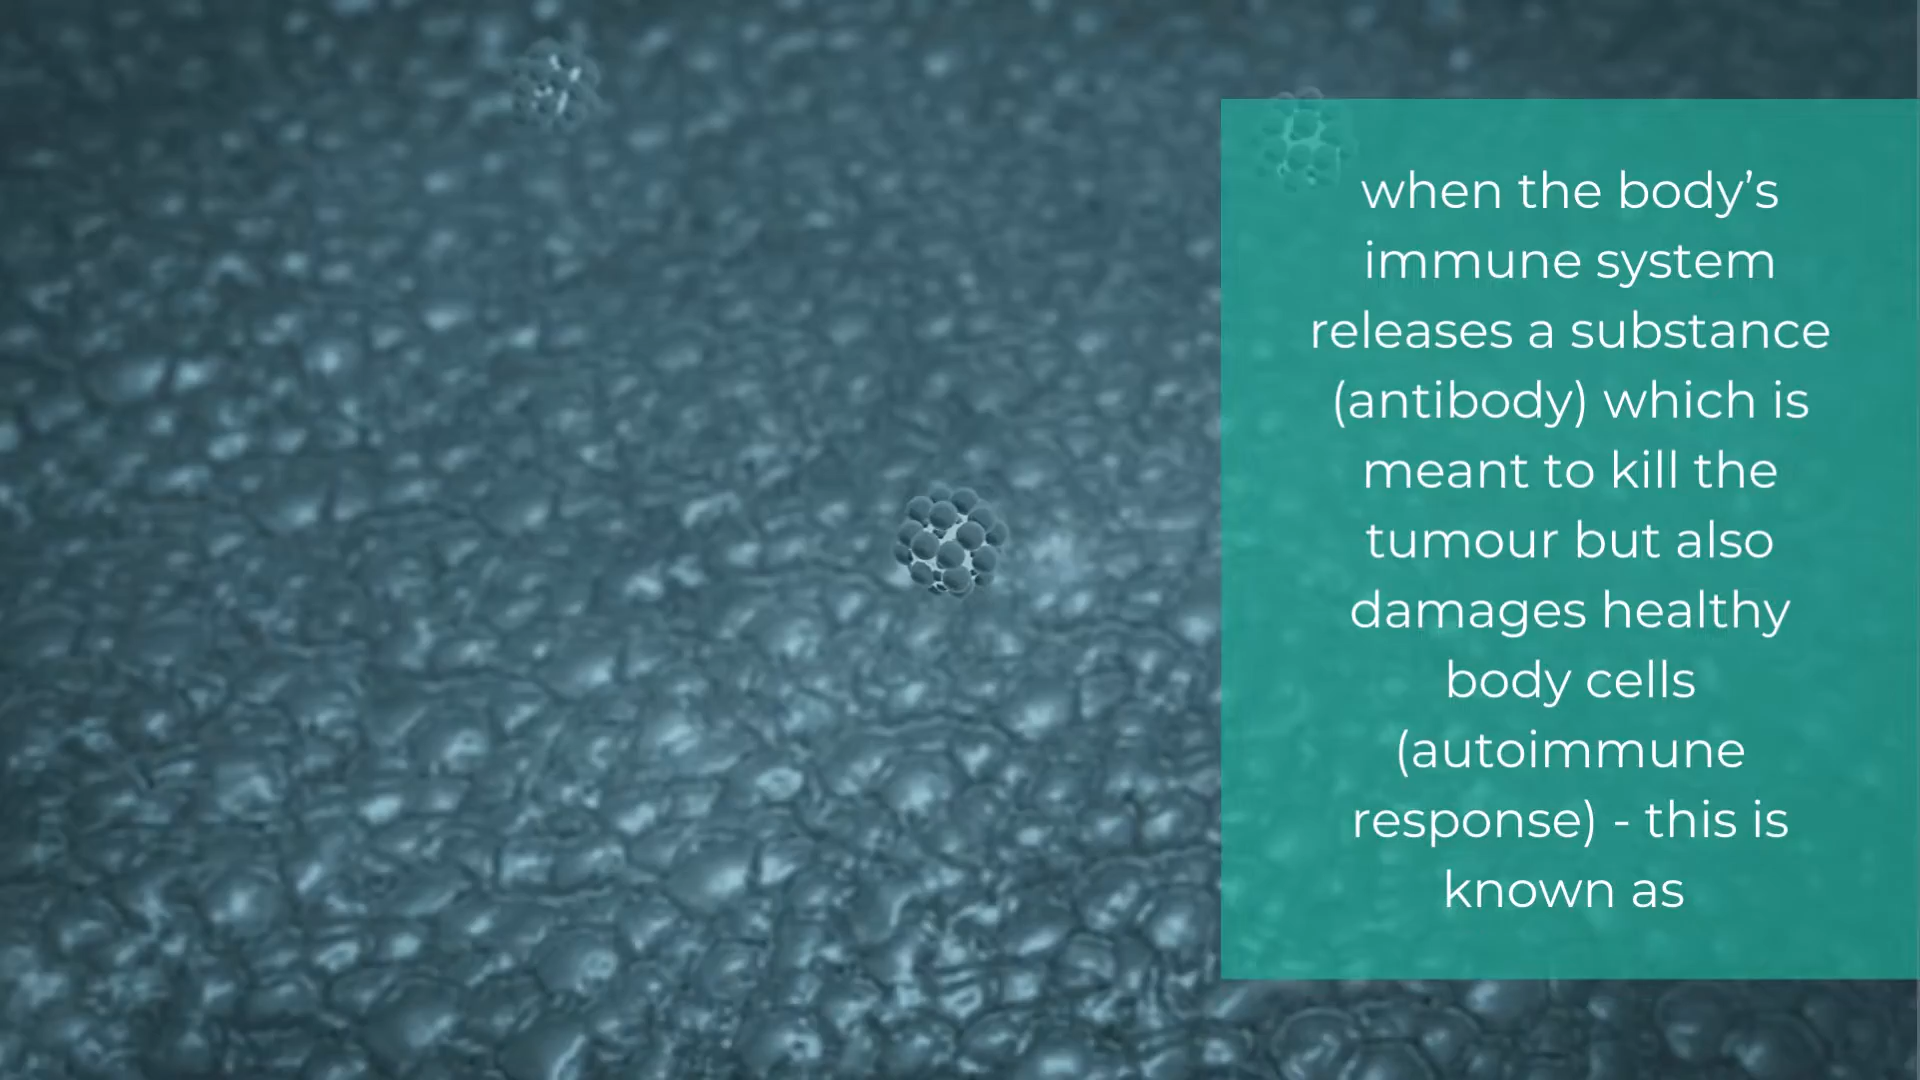 when the body’s
immune system
releases a substance
(antibody) which is
meant to kill the
tumour but also
damages healthy
body cells
(autoimmune
response) - this is
known as